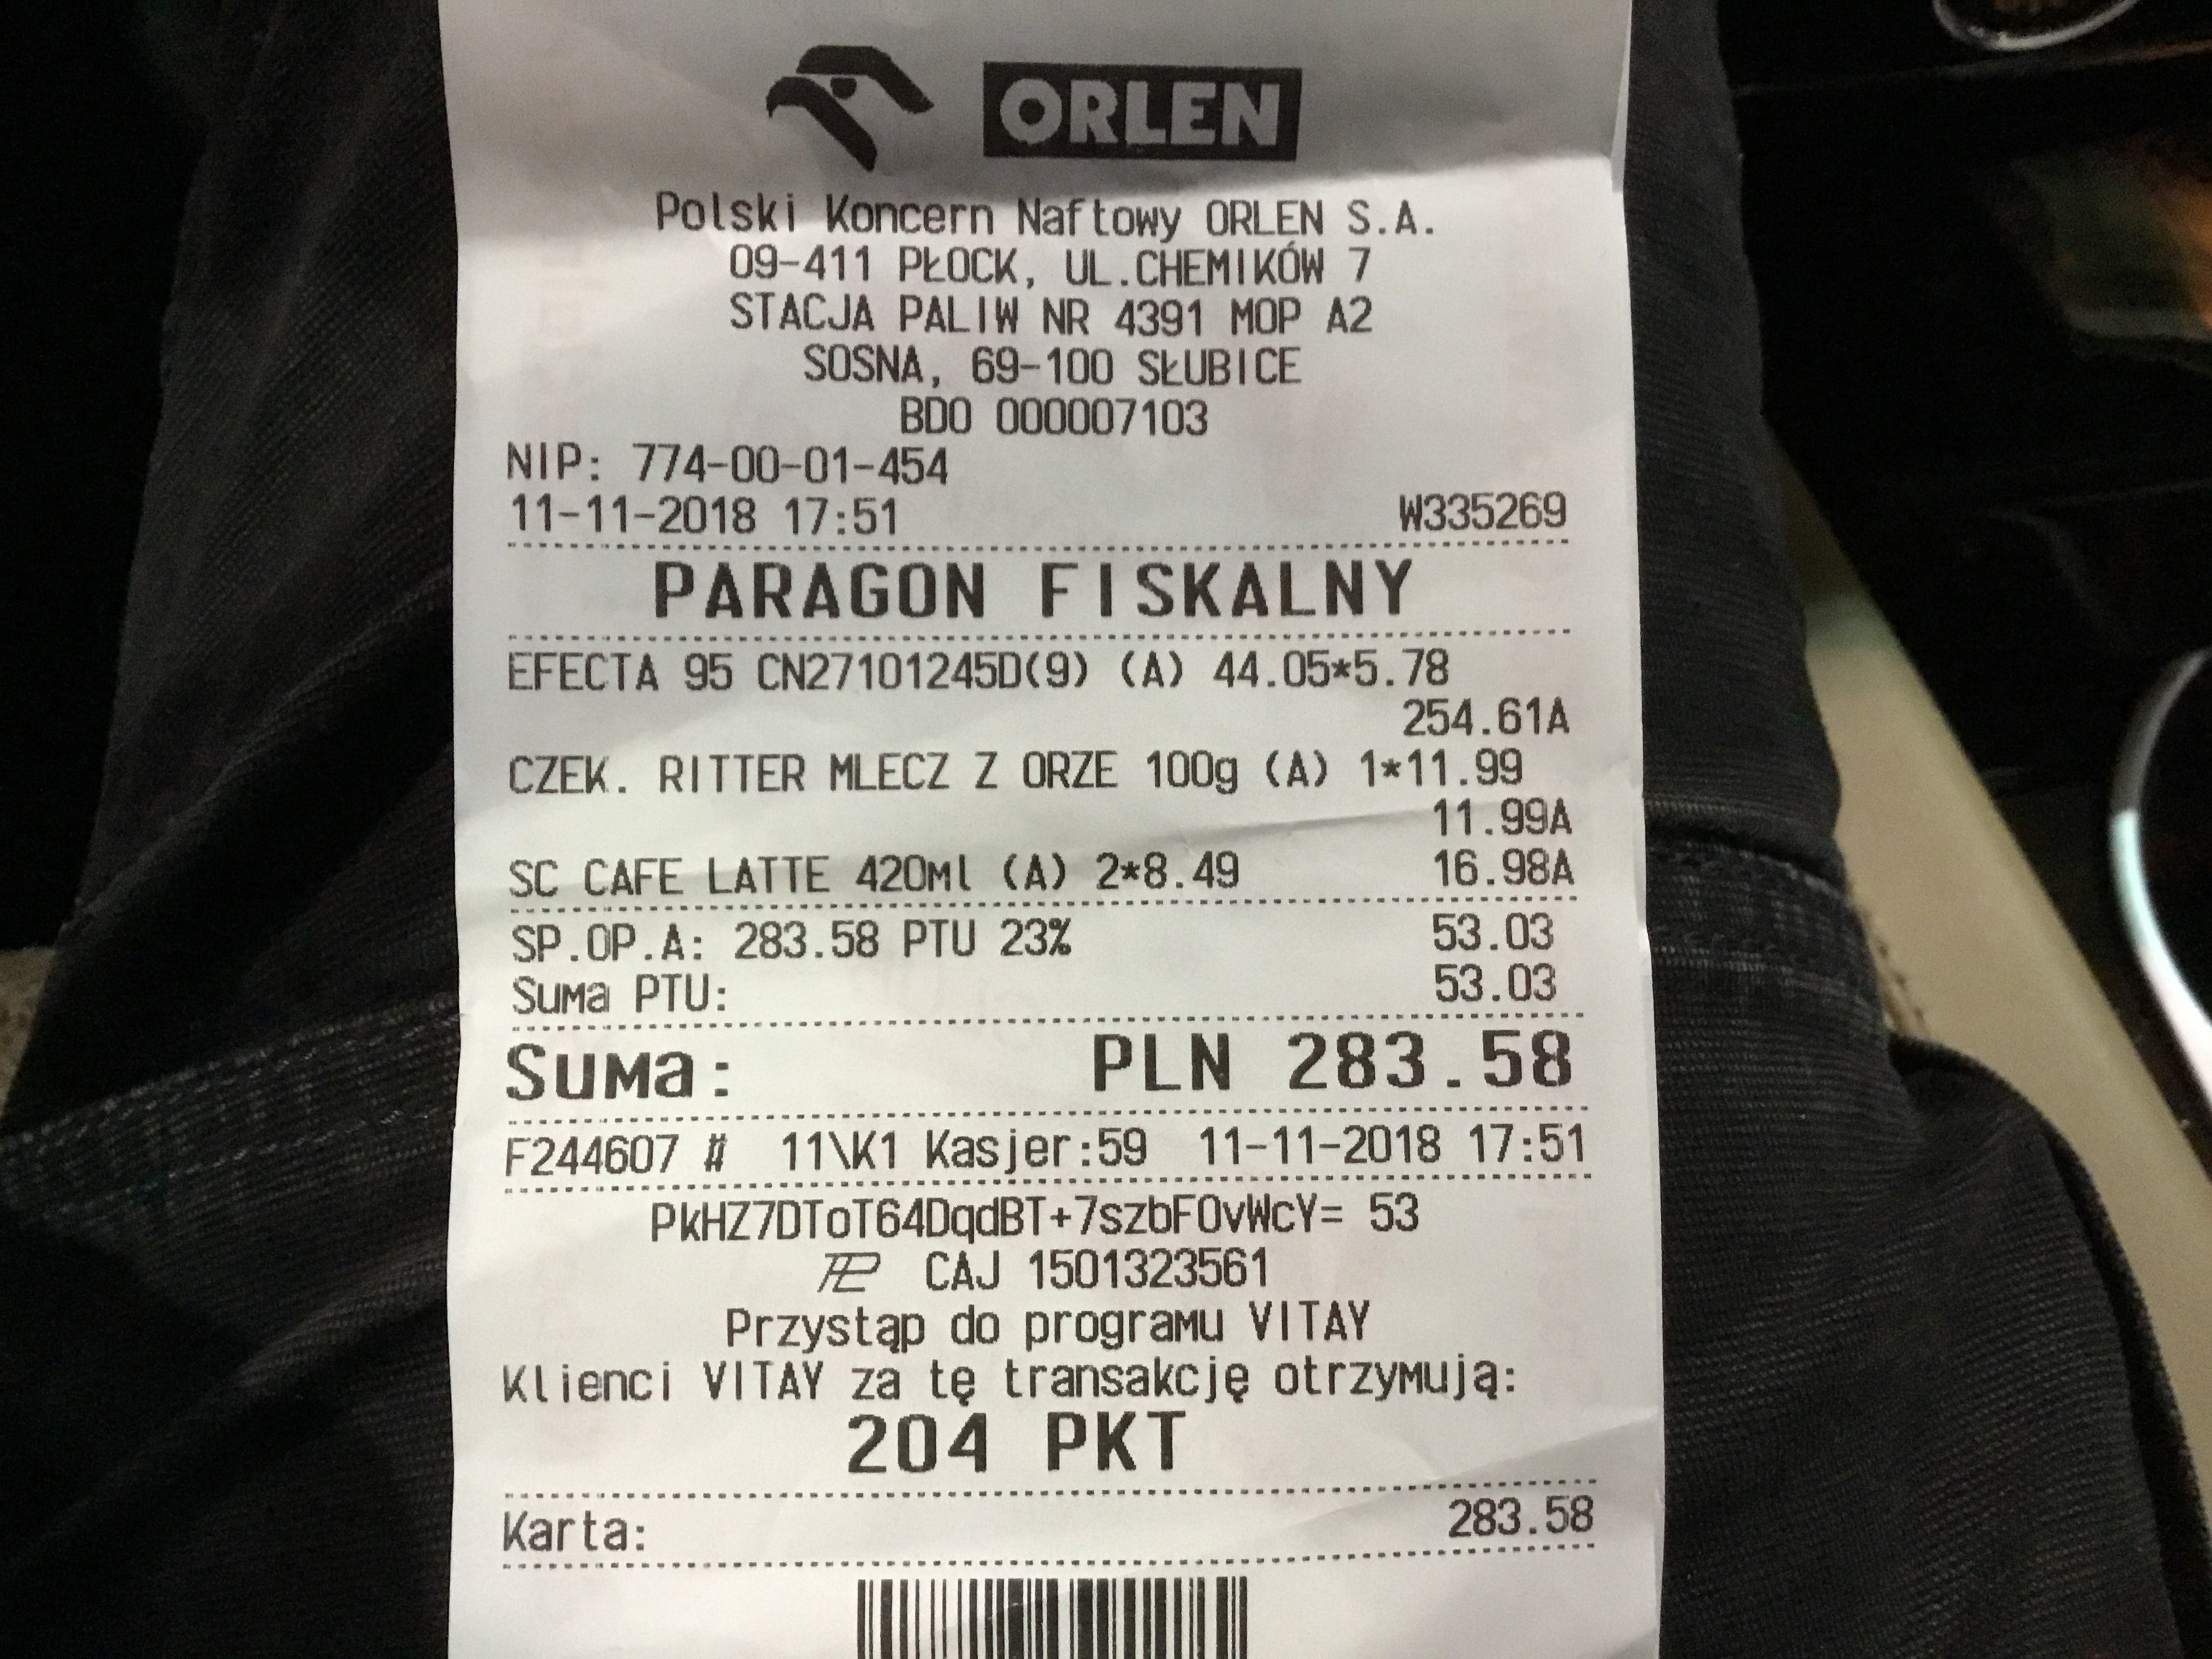 ORLEN
Polski Koncern Naftowy ORLEN S.A.
09-411 PŁOCK, UL.CHEMIKÓW 7
STACJA PALIW NR 4391 MOP A2
SOSNA, 69-100 SŁUBICE
BDO 000007103
NIP: 774-00-01-454
11-11-2018 17:51 W335269
PARAGON FISKALNY
EFECTA 95 CN27101245D(9) (A) 44.05*5.78
254.61A
CZEK. RITTER MLECZ Z ORZE 100g (A) 1*11.99
11.99A
SC CAFE LATTE 420ml (A) 2*8.49 16.98A
SP.OP.A: 283.58 PTU 23% 53.03
Suma PTU: 53.03
Suma: PLN 283.58
F244607 # 11\K1 Kasjer:59 11-11-2018 17:51
PkHZ7DToT64DqdBT+7szbFOvWcY= 53
CAJ 1501323561
Przystąp do programu VITAY
Klienci VITAY za tę transakcję otrzymują:
204 PKT
Karta: 283.58